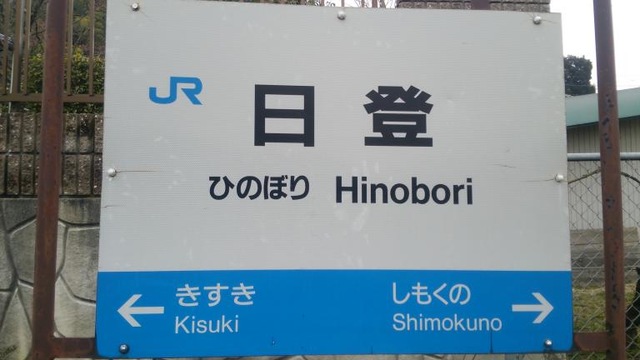 JR
日登
ひのぼり Hinobori
← きすき しもくの →
Kisuki Shimokuno